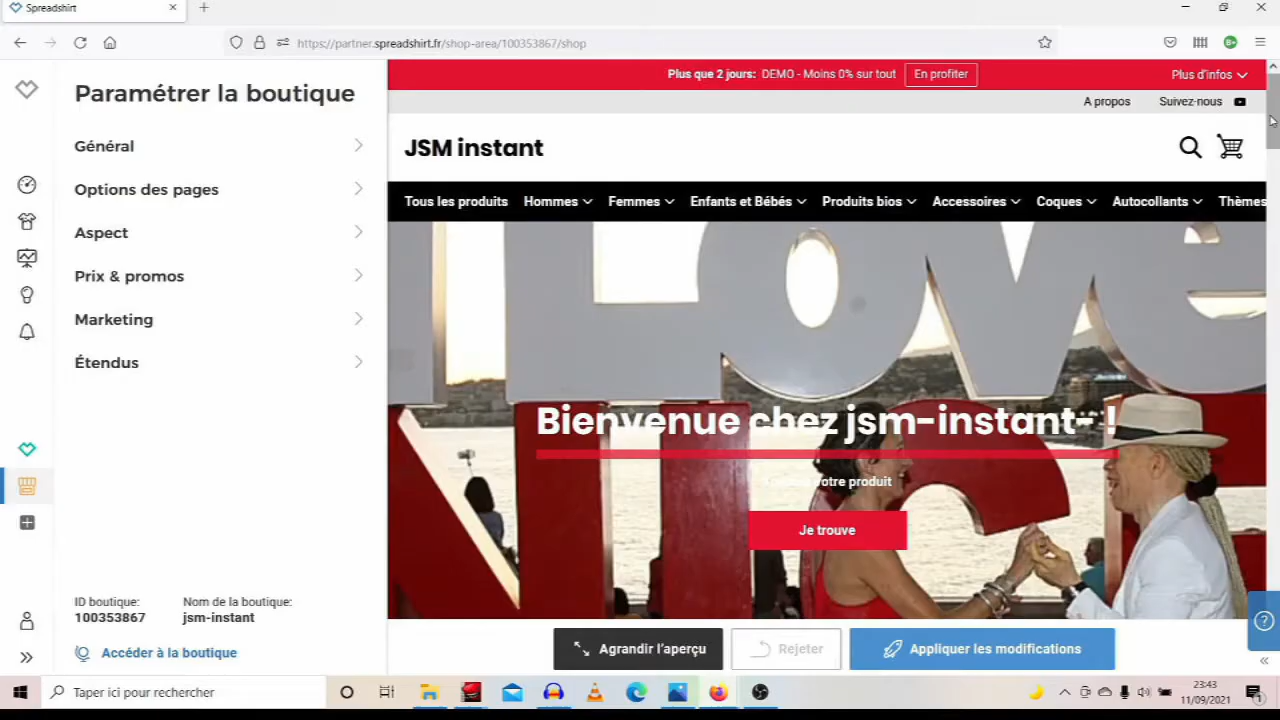 Spreadshirt
https://partner.spreadshirt.fr/shop-area/100353867/shop
Paramétrer la boutique
Général
Options des pages
Aspect
Prix & promos
Marketing
Étendus
ID boutique:
100353867
Nom de la boutique:
jsm-instant
Accéder à la boutique
Plus que 2 jours: DEMO - Moins 0% sur tout
En profiter
Plus d'infos
A propos
Suivez-nous
JSM instant
Tous les produits Hommes Femmes Enfants et Bébés Produits bios Accessoires Coques Autocollants Thèmes
Bienvenue chez jsm-instant- !
votre produit
Je trouve
Agrandir l'aperçu
Rejeter
Appliquer les modifications
Taper ici pour rechercher
23:43
11/09/2021
1